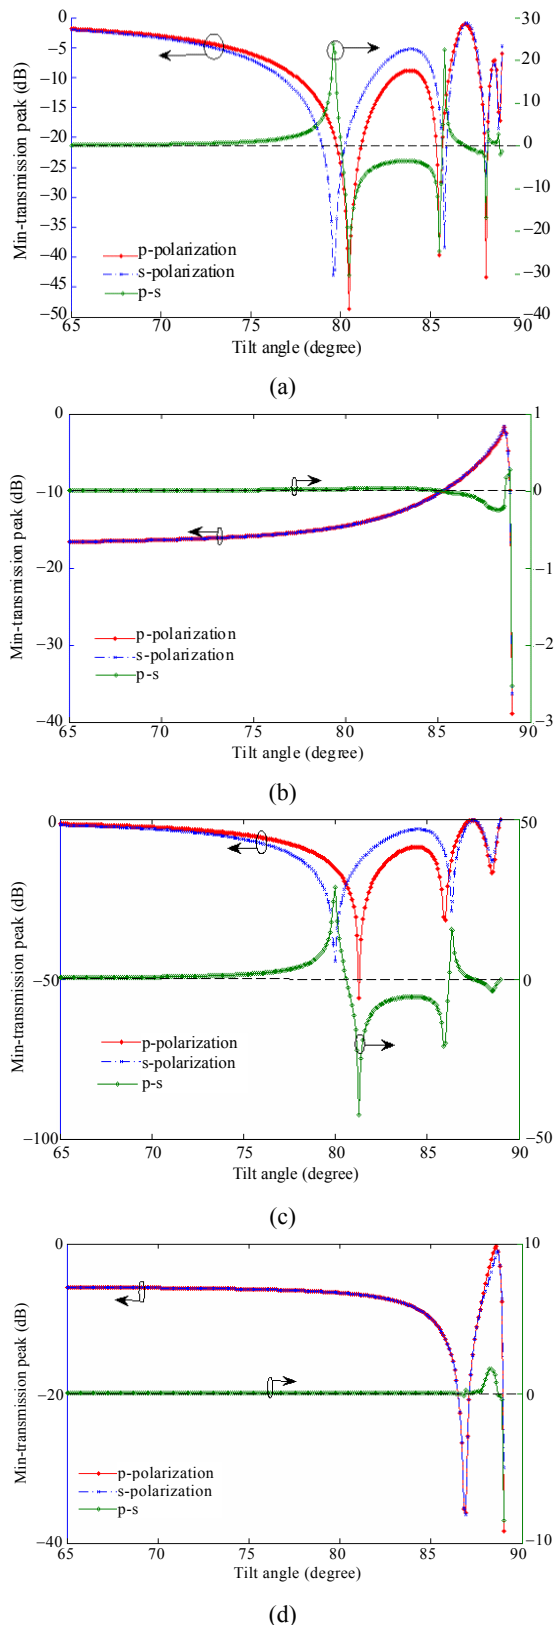 0
−5
−10
−15
−20
−25
−30
−35
−40
−45
−50
30
20
10
0
−10
−20
−30
−40
65
70
75
80
85
90
Min-transmission peak (dB)
Tilt angle (degree)
p-polarization
s-polarization
p-s
(a)
0
−10
−20
−30
−40
1
0
−1
−2
−3
65
70
75
80
85
90
Min-transmission peak (dB)
Tilt angle (degree)
p-polarization
s-polarization
p-s
(b)
0
−50
−100
50
0
−50
65
70
75
80
85
90
Min-transmission peak (dB)
Tilt angle (degree)
p-polarization
s-polarization
p-s
(c)
0
−20
−40
10
0
−10
65
70
75
80
85
90
Min-transmission peak (dB)
Tilt angle (degree)
p-polarization
s-polarization
p-s
(d)